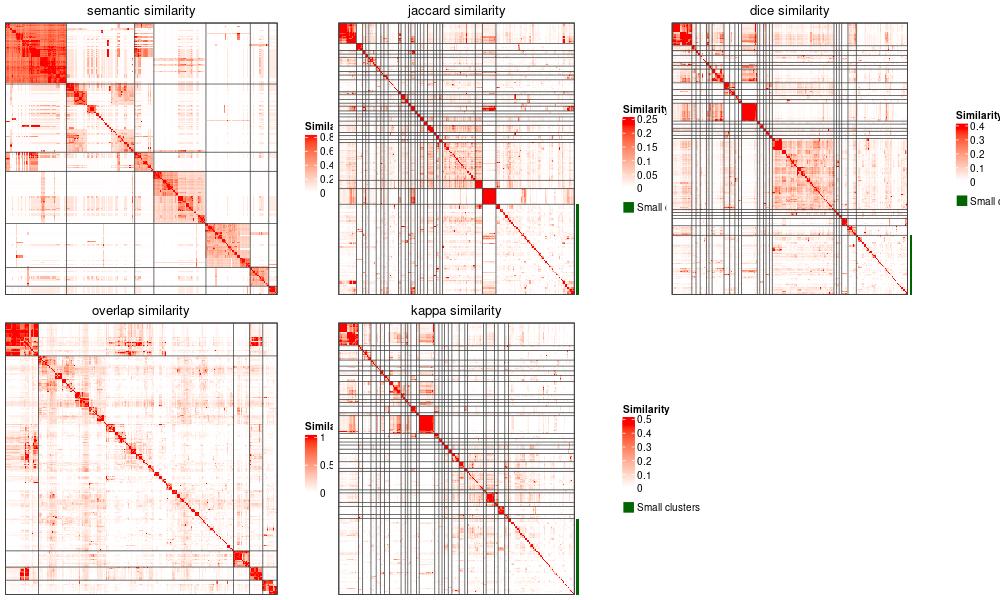 semantic similarity
jaccard similarity
dice similarity
Simila
0.8
0.6
0.4
0.2
0
Similarity
0.25
0.2
0.15
0.1
0.05
0
Small c
Similarity
0.4
0.3
0.2
0.1
0
Small c
overlap similarity
kappa similarity
Simila
1
0.5
0
Similarity
0.5
0.4
0.3
0.2
0.1
0
Small clusters